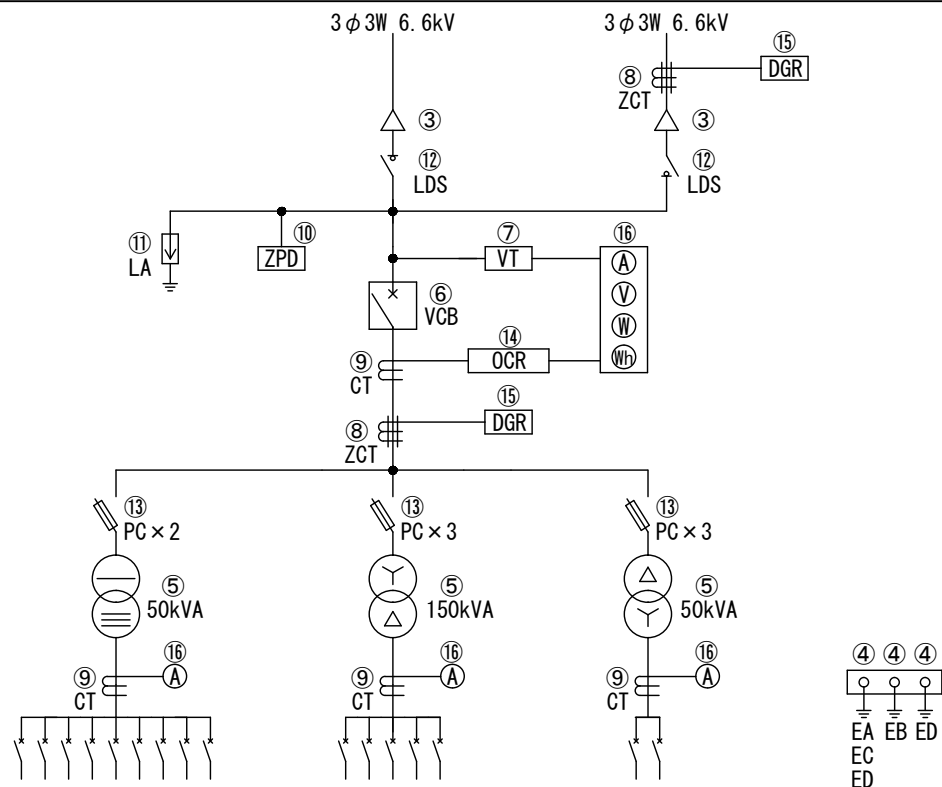 3φ3W 6.6kV
3φ3W 6.6kV
⑮
DGR
⑧
ZCT
③
③
⑫
LDS
⑫
LDS
⑪
LA
⑩
ZPD
⑦
VT
⑯
A
V
W
Wh
⑥
VCB
⑭
OCR
⑨
CT
⑮
DGR
⑧
ZCT
⑬
PC×2
⑬
PC×3
⑬
PC×3
⑤
50kVA
⑤
150kVA
⑤
50kVA
⑨
CT
⑯
A
⑨
CT
⑯
A
⑨
CT
⑯
A
④ ④ ④
EA EB ED
EC
ED